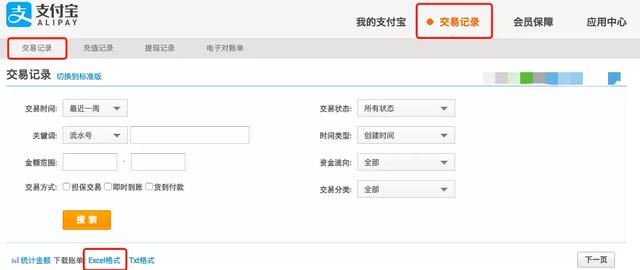 支付宝
ALIPAY
我的支付宝 交易记录 会员保障 应用中心
交易记录 充值记录 提现记录 电子对账单
交易记录 切换到标准版
交易时间: 最近一周 交易状态: 所有状态
关键词: 流水号 时间类型: 创建时间
金额范围: - 资金流向: 全部
交易方式: 担保交易 即时到账 货到付款 交易分类: 全部
搜索
统计金额 下载账单: Excel格式 Txt格式 下一页